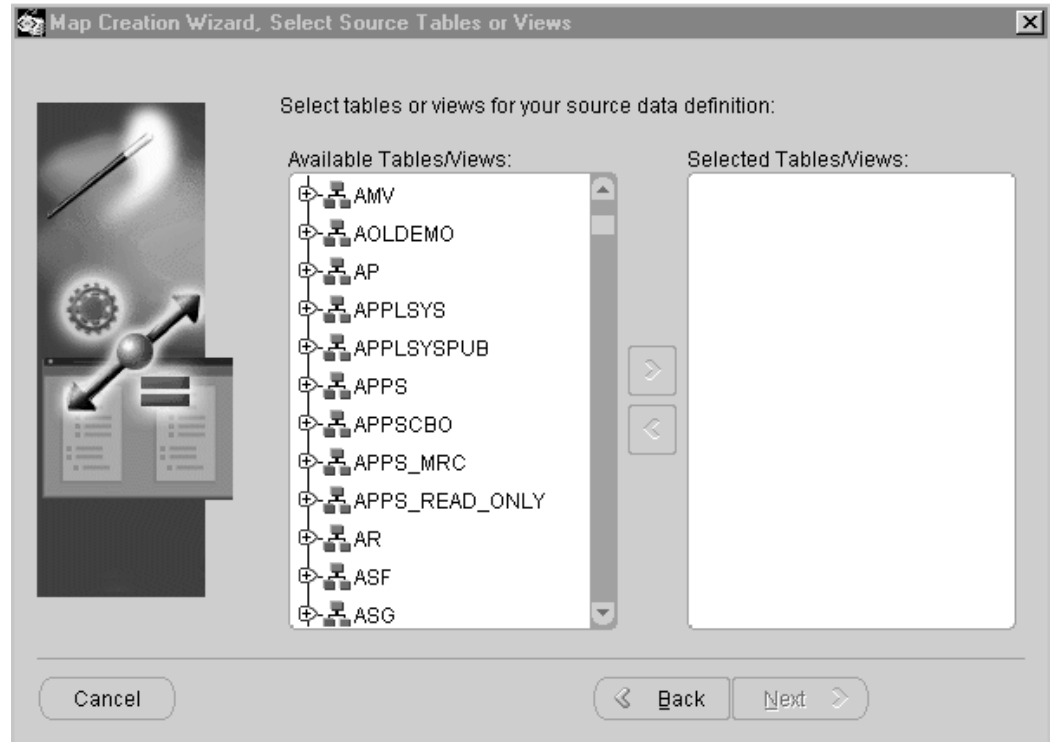 Map Creation Wizard, Select Source Tables or Views
Select tables or views for your source data definition:
Available Tables/Views:
Selected Tables/Views:
AMV
AOLDEMO
AP
APPLSYS
APPLSYSPUB
APPS
APPSCBO
APPS_MRC
APPS_READ_ONLY
AR
ASF
ASG
Cancel
Back
Next